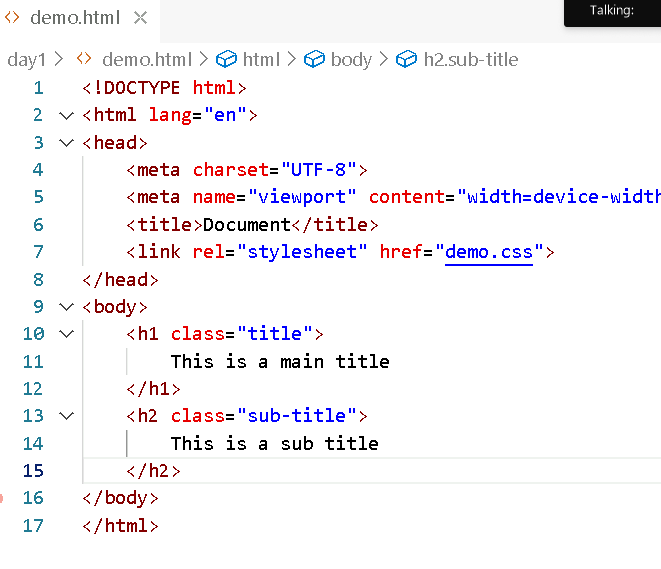 demo.html
Talking:
day1 > demo.html > html > body > h2.sub-title
1 <!DOCTYPE html>
2 <html lang="en">
3 <head>
4 <meta charset="UTF-8">
5 <meta name="viewport" content="width=device-width
6 <title>Document</title>
7 <link rel="stylesheet" href="demo.css">
8 </head>
9 <body>
10 <h1 class="title">
11 This is a main title
12 </h1>
13 <h2 class="sub-title">
14 This is a sub title
15 </h2>
16 </body>
17 </html>